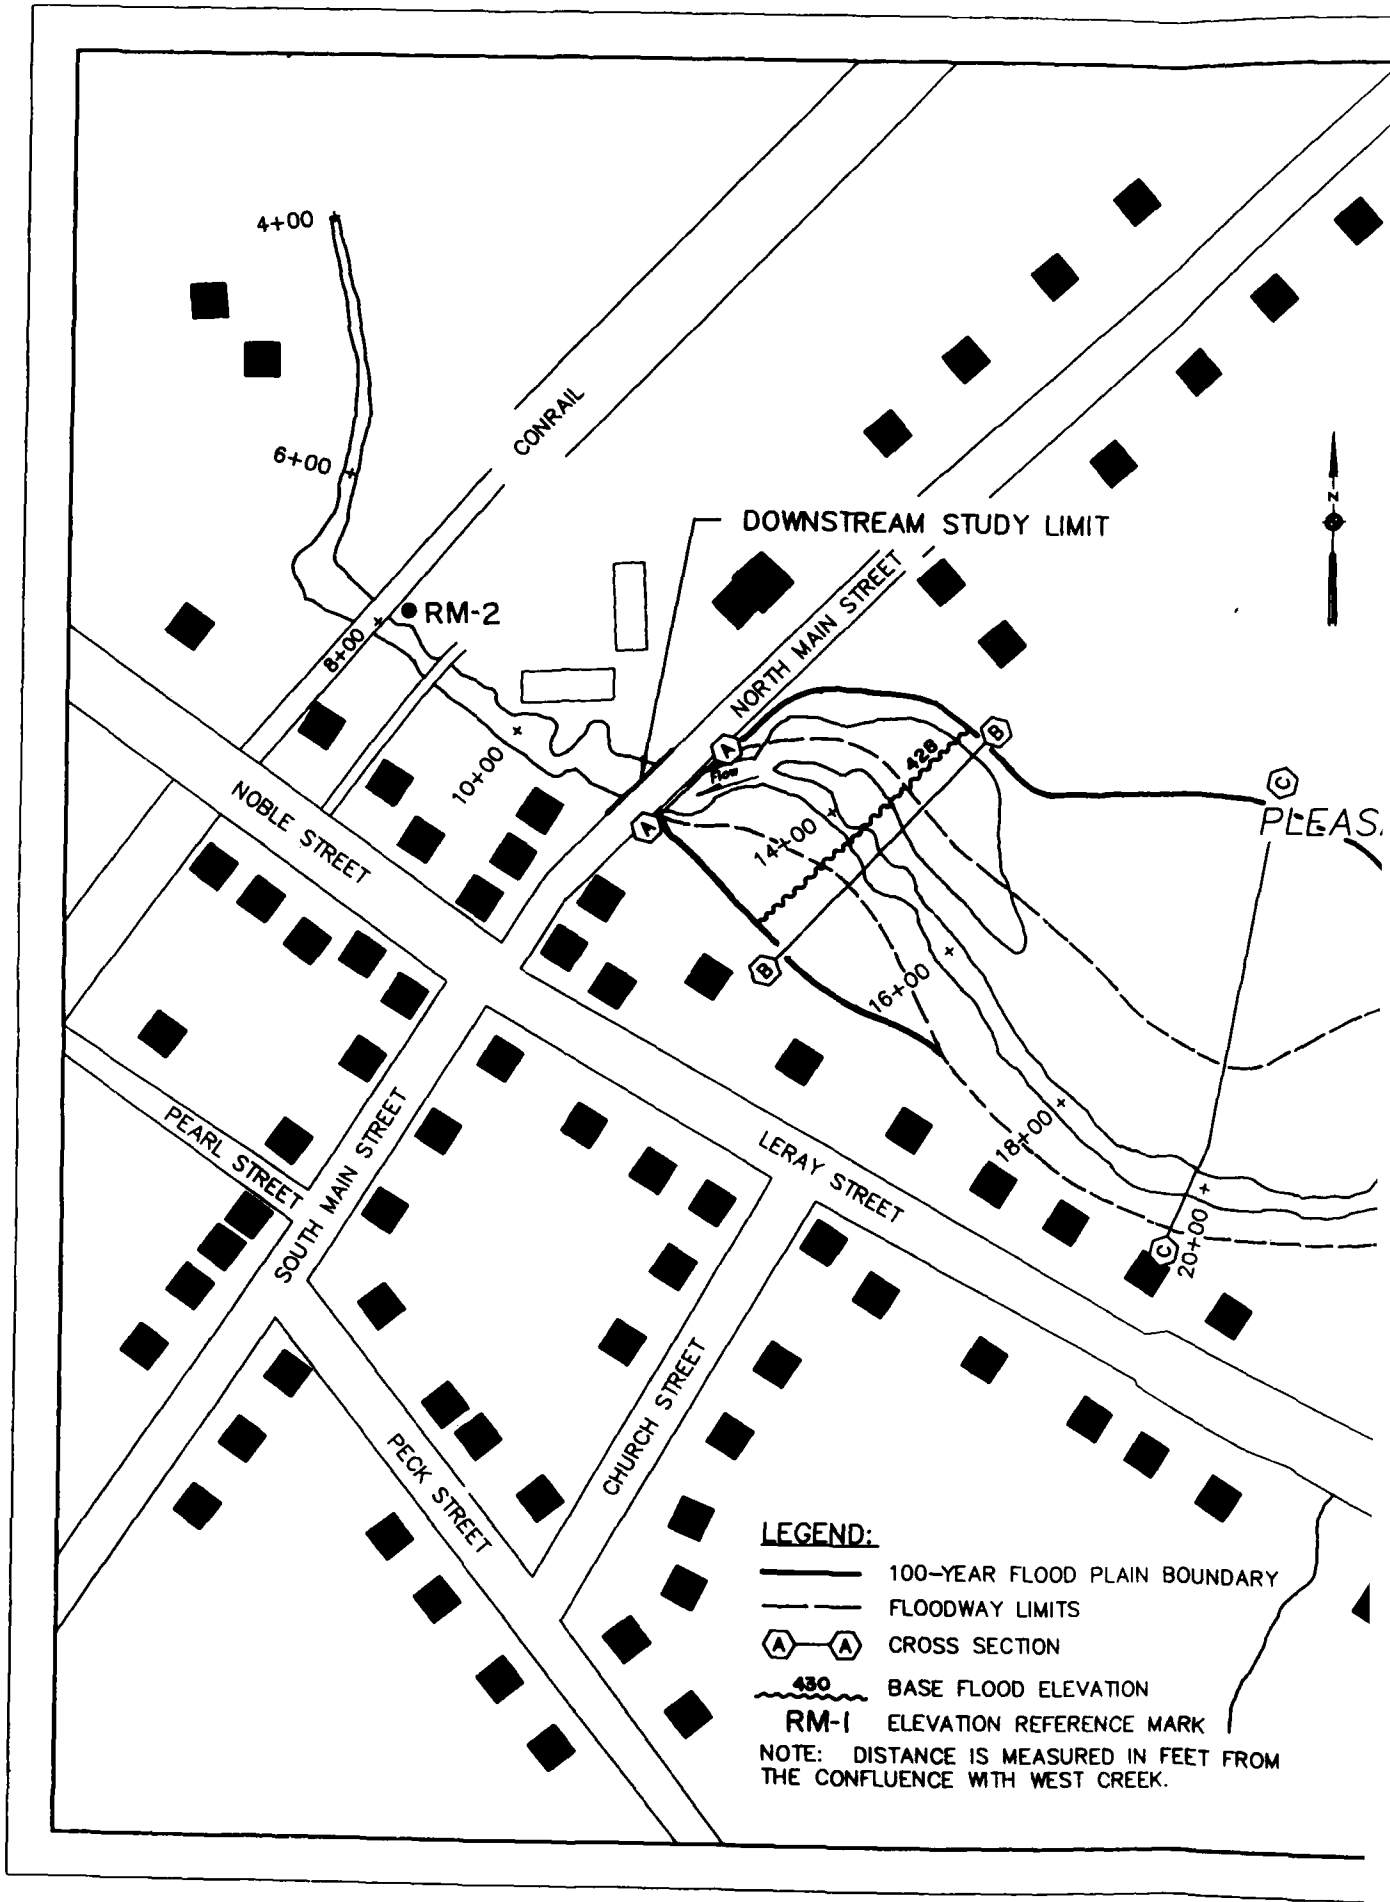 4+00
CONRAIL
6+00
N
DOWNSTREAM STUDY LIMIT
RM-2
8+00
NORTH MAIN STREET
A
B
428
Flow
C
10+00
PLEAS
NOBLE STREET
A
14+00
B
16+00
PEARL STREET
SOUTH MAIN STREET
LERAY STREET
18+00
C
20+00
CHURCH STREET
PECK STREET
LEGEND:
100-YEAR FLOOD PLAIN BOUNDARY
FLOODWAY LIMITS
A A CROSS SECTION
430 BASE FLOOD ELEVATION
RM-1 ELEVATION REFERENCE MARK
NOTE: DISTANCE IS MEASURED IN FEET FROM
THE CONFLUENCE WITH WEST CREEK.